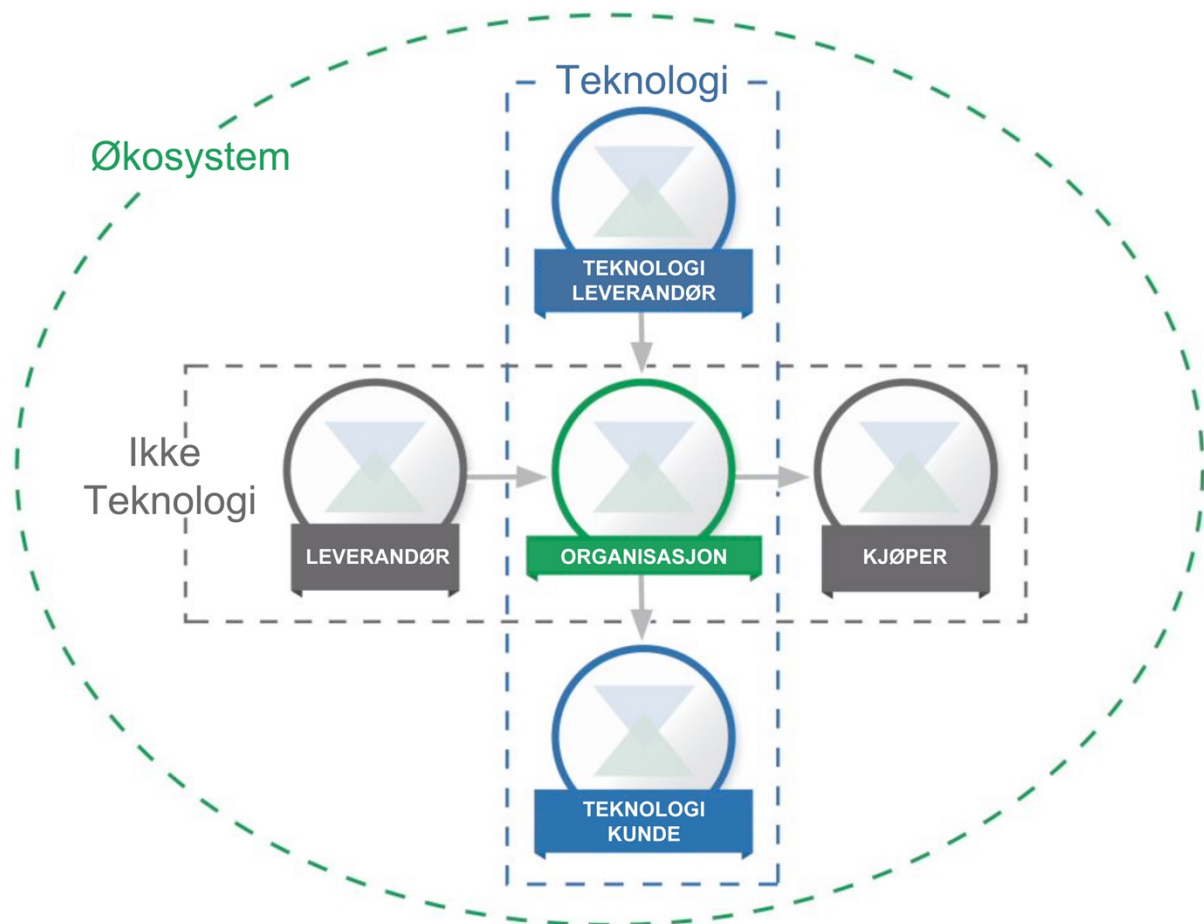 Teknologi
Økosystem
TEKNOLOGI
LEVERANDØR
Ikke
Teknologi
LEVERANDØR
ORGANISASJON
KJØPER
TEKNOLOGI
KUNDE